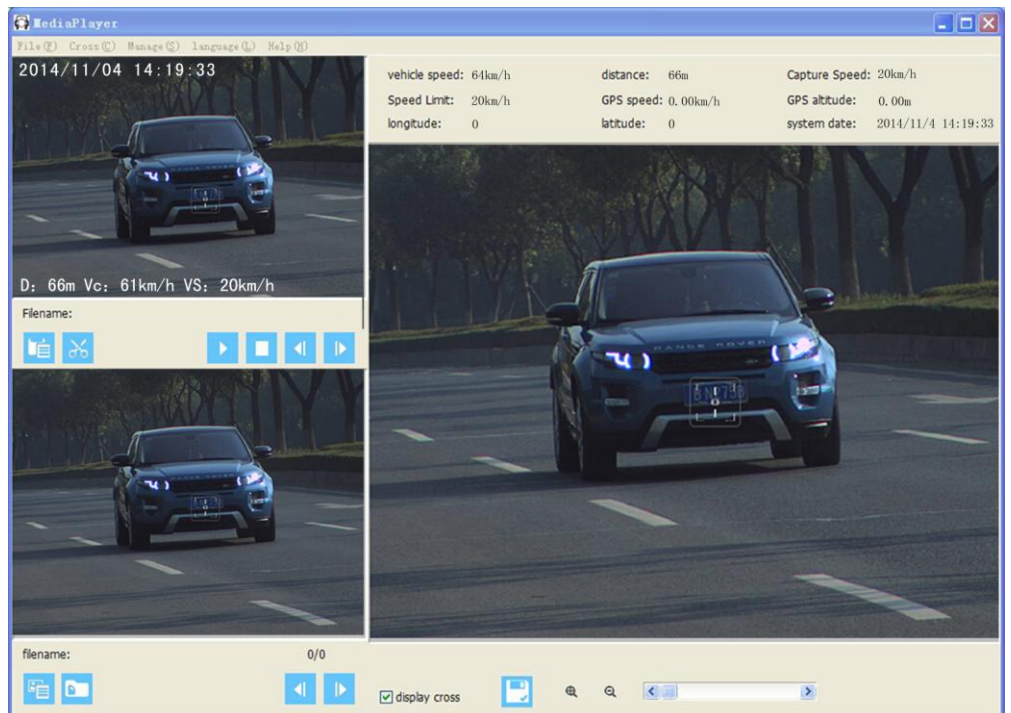 MediaPlayer
File(F) Cross(C) Manage(S) language(L) Help(H)
2014/11/04 14:19:33
D: 66m Vc: 61km/h VS: 20km/h
vehicle speed: 64km/h distance: 66m Capture Speed: 20km/h
Speed Limit: 20km/h GPS speed: 0.00km/h GPS altitude: 0.00m
longitude: 0 latitude: 0 system date: 2014/11/4 14:19:33
RANGE ROVER
Filename:
filename: 0/0
display cross